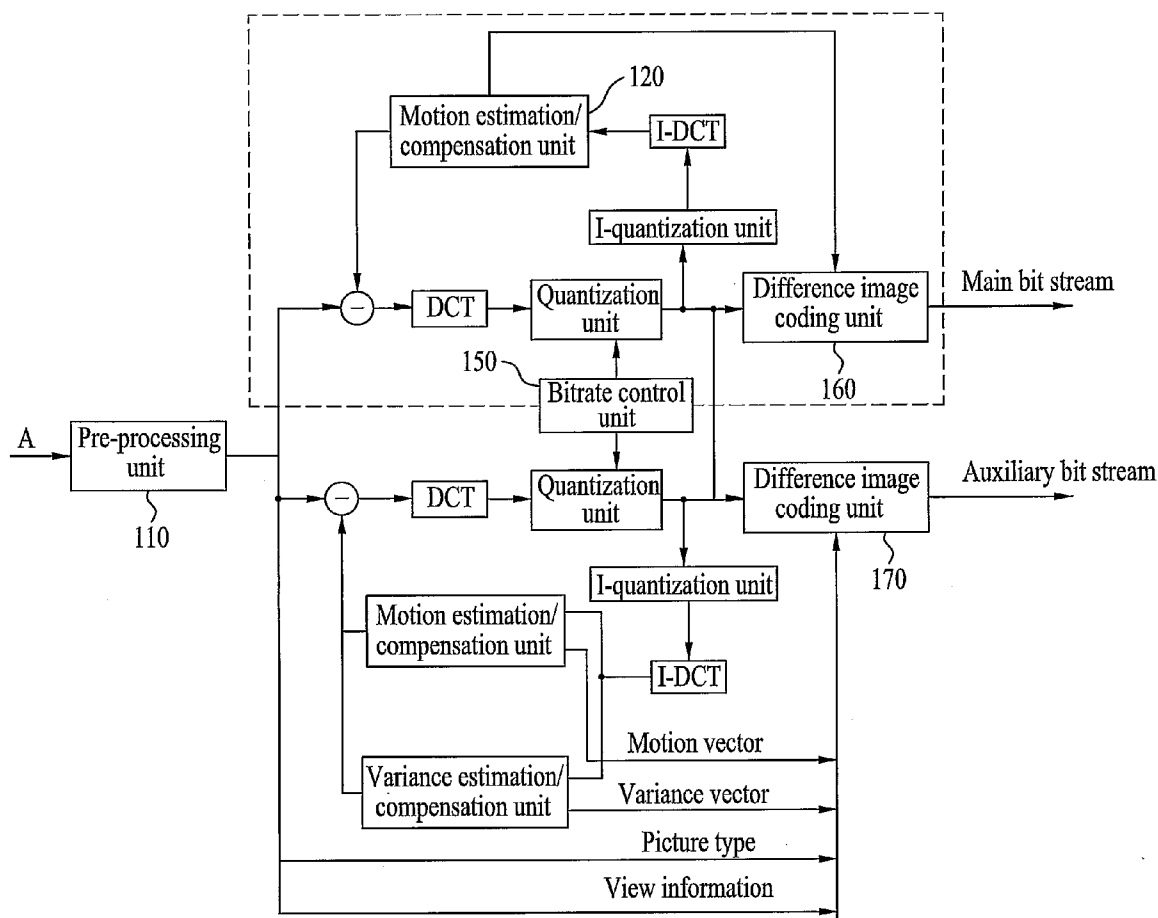 120
Motion estimation/
compensation unit
I-DCT
I-quantization unit
DCT
Quantization
unit
Difference image
coding unit
Main bit stream
150
160
Bitrate control
unit
A
Pre-processing
unit
110
DCT
Quantization
unit
Difference image
coding unit
Auxiliary bit stream
170
I-quantization unit
Motion estimation/
compensation unit
I-DCT
Motion vector
Variance estimation/
compensation unit
Variance vector
Picture type
View information